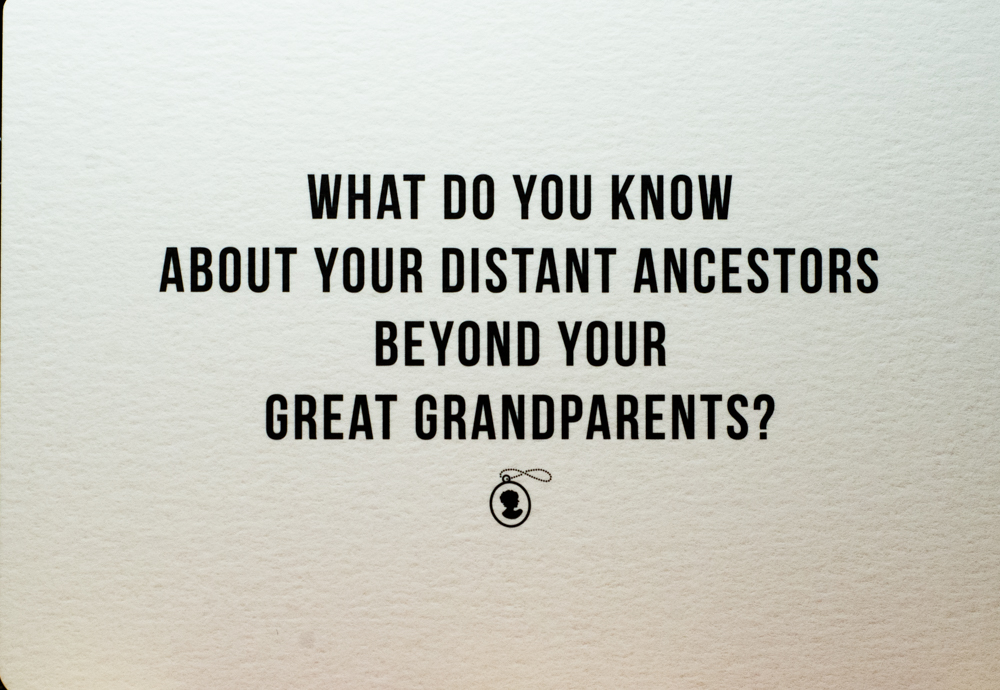 WHAT DO YOU KNOW
ABOUT YOUR DISTANT ANCESTORS
BEYOND YOUR
GREAT GRANDPARENTS?